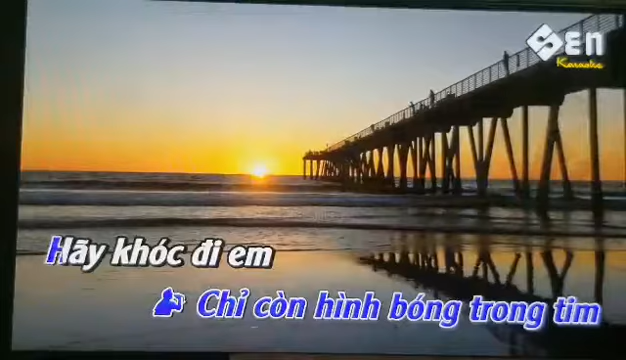 sen
Karaoke
Hãy khóc đi em
Chỉ còn hình bóng trong tim